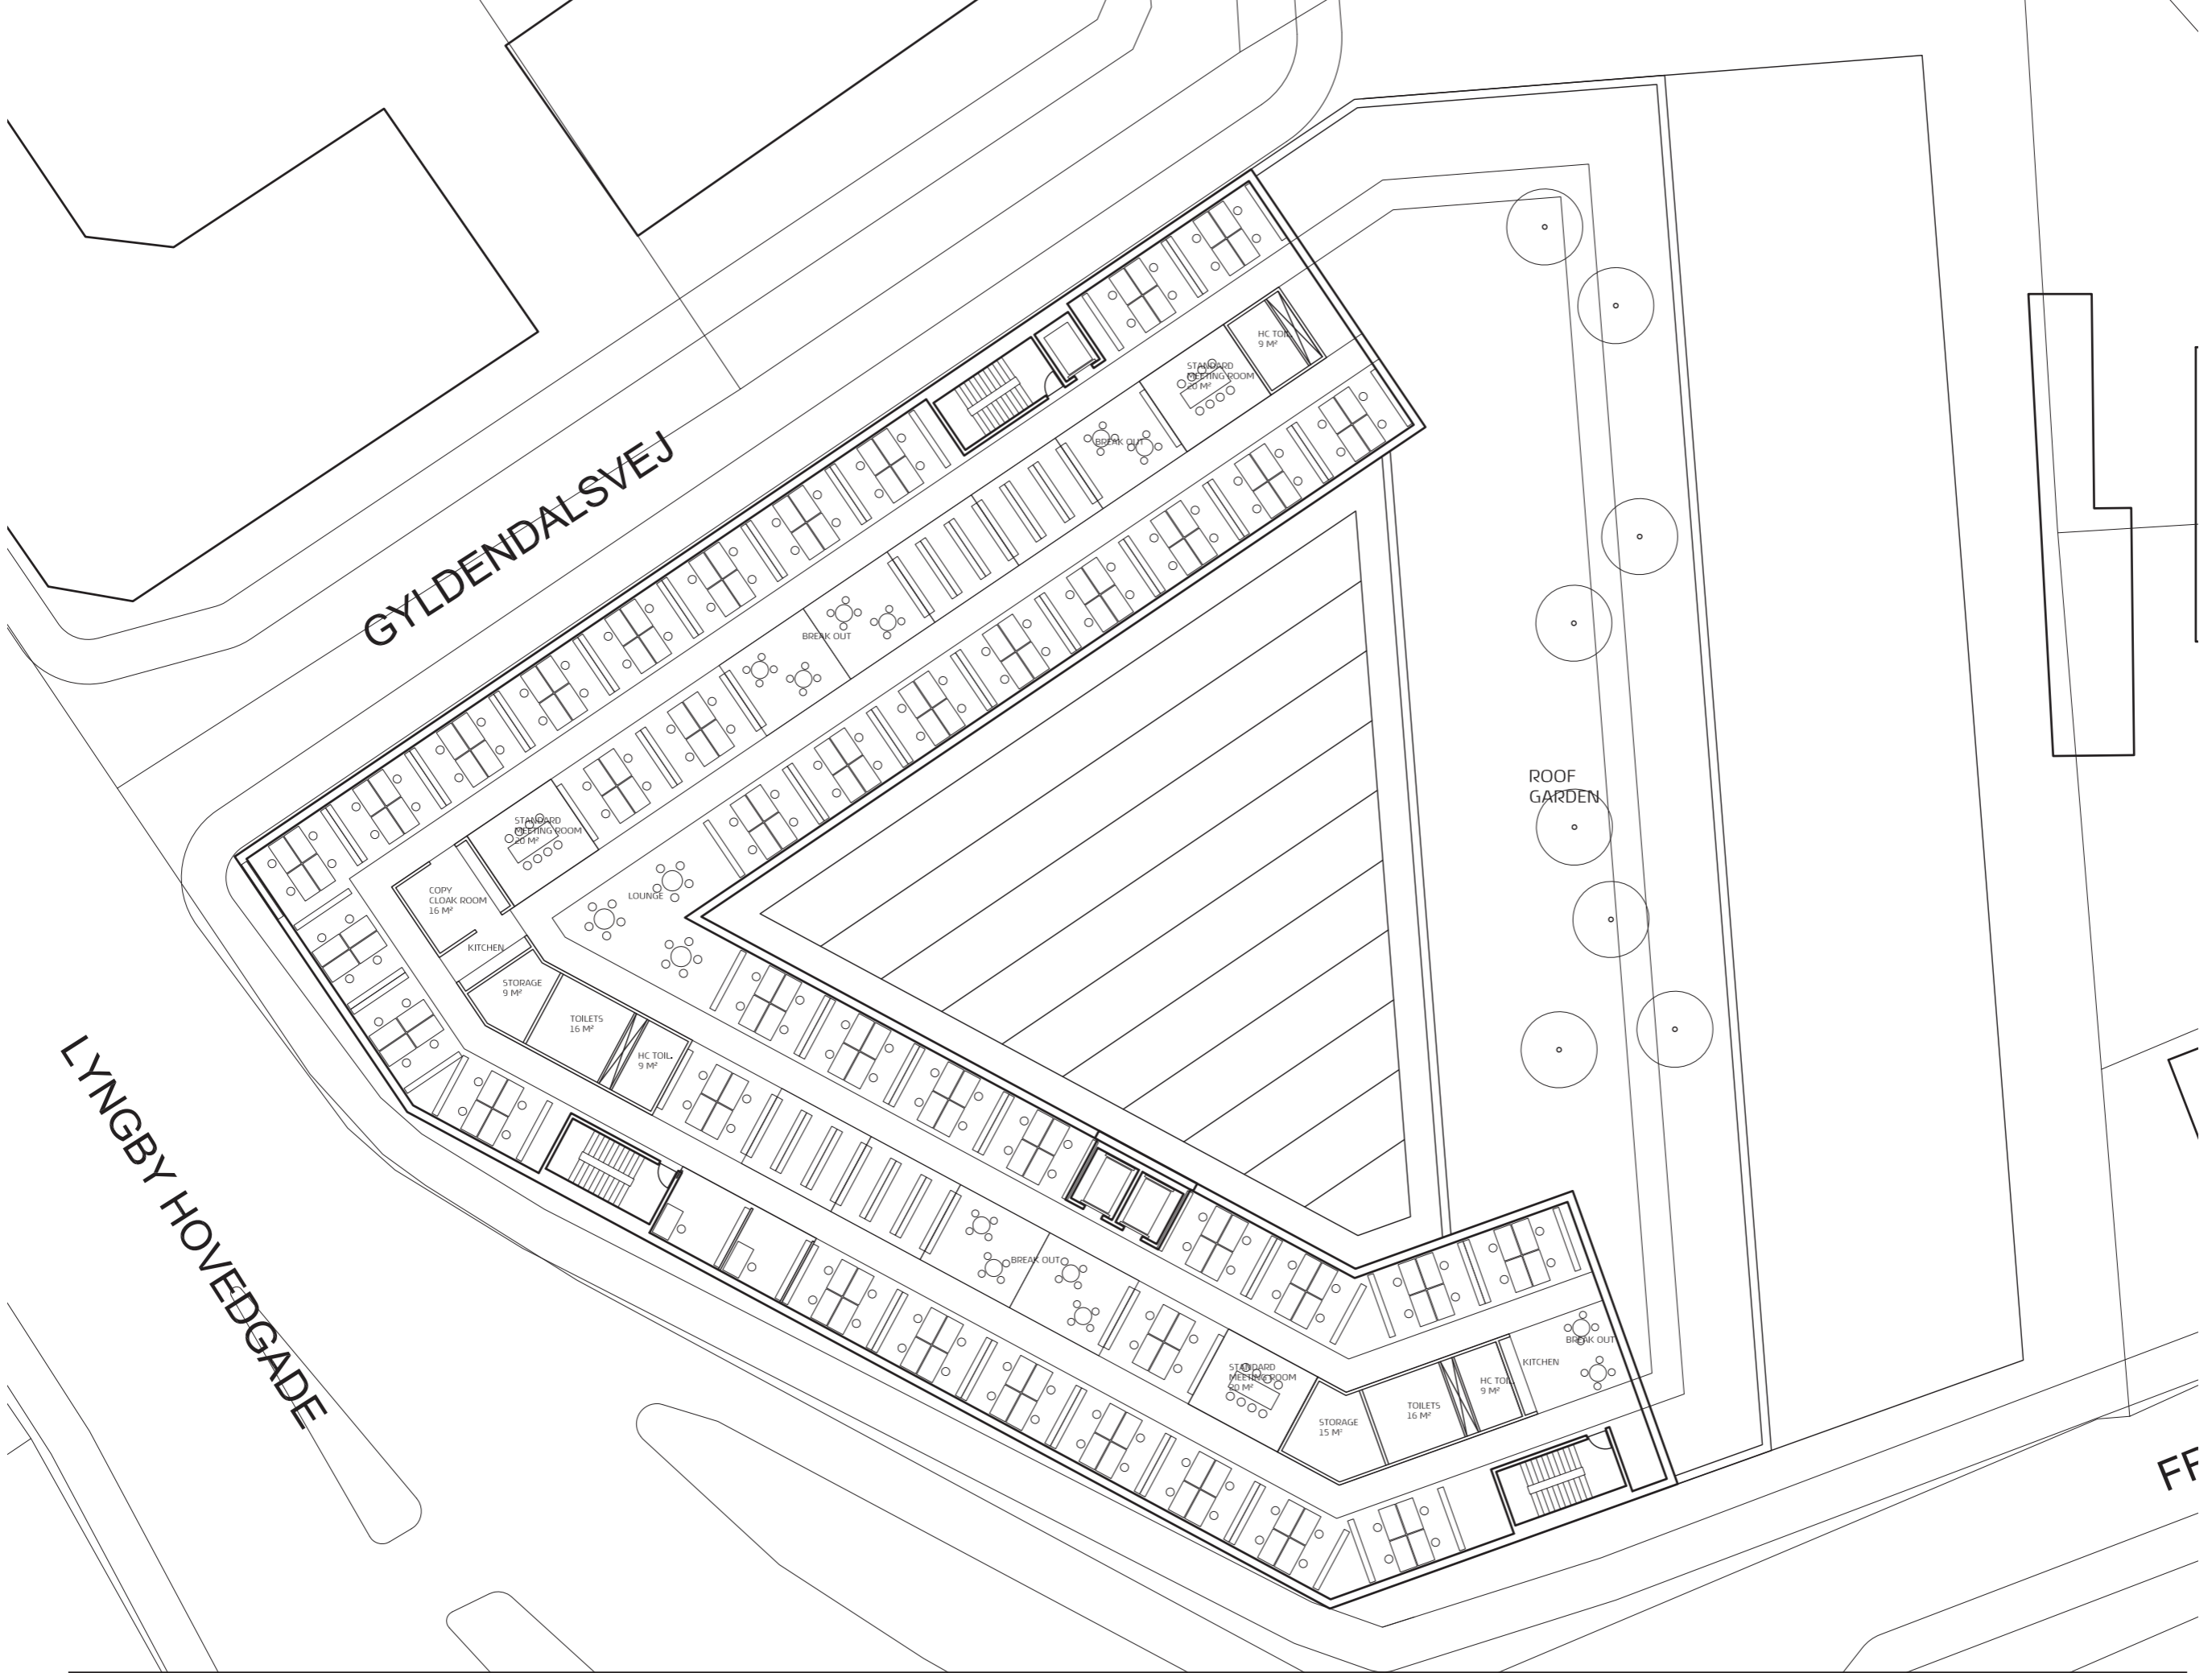 HC TOIL.
9 M²
STANDARD
MEETING ROOM
20 M²
BREAK OUT
GYLDENDALSVEJ
BREAK OUT
ROOF
GARDEN
STANDARD
MEETING ROOM
20 M²
COPY
CLOAK ROOM
16 M²
LOUNGE
KITCHEN
STORAGE
9 M²
TOILETS
16 M²
HC TOIL.
9 M²
LYNGBY HOVEDGADE
BREAK OUT
BREAK OUT
KITCHEN
STANDARD
MEETING ROOM
20 M²
HC TOIL.
9 M²
TOILETS
16 M²
STORAGE
15 M²